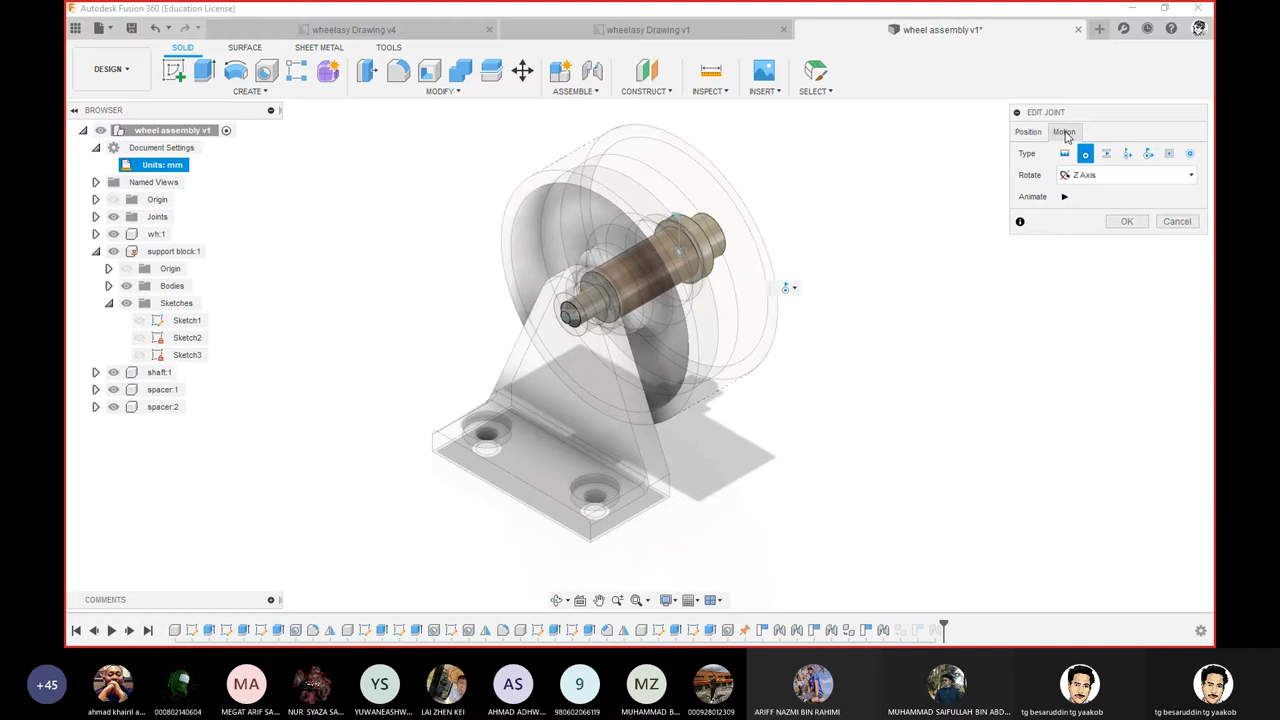 Autodesk Fusion 360 (Education License)
wheelasy Drawing v4
wheelasy Drawing v1
wheel assembly v1*
DESIGN
SOLID
SURFACE
SHEET METAL
TOOLS
CREATE
MODIFY
ASSEMBLE
CONSTRUCT
INSPECT
INSERT
SELECT
BROWSER
wheel assembly v1
Document Settings
Units: mm
Named Views
Origin
Joints
wh:1
support block:1
Origin
Bodies
Sketches
Sketch1
Sketch2
Sketch3
shaft:1
spacer:1
spacer:2
EDIT JOINT
Position
Motion
Type
Rotate
Z Axis
Animate
OK
Cancel
COMMENTS
+45
MA
YS
AS
9
MZ
ahmad khairil a...
000802140604
MEGAT ARIF SA...
NUR SYAZA SA...
YUWANEASHW...
LAI ZHEN KEI
AHMAD ADHW...
980602066119
MUHAMMAD B...
000928012309
ARIFF NAZMI BIN RAHIMI
MUHAMMAD SAIFULLAH BIN ABD...
tg besaruddin tg yaakob
tg besaruddin tg yaakob